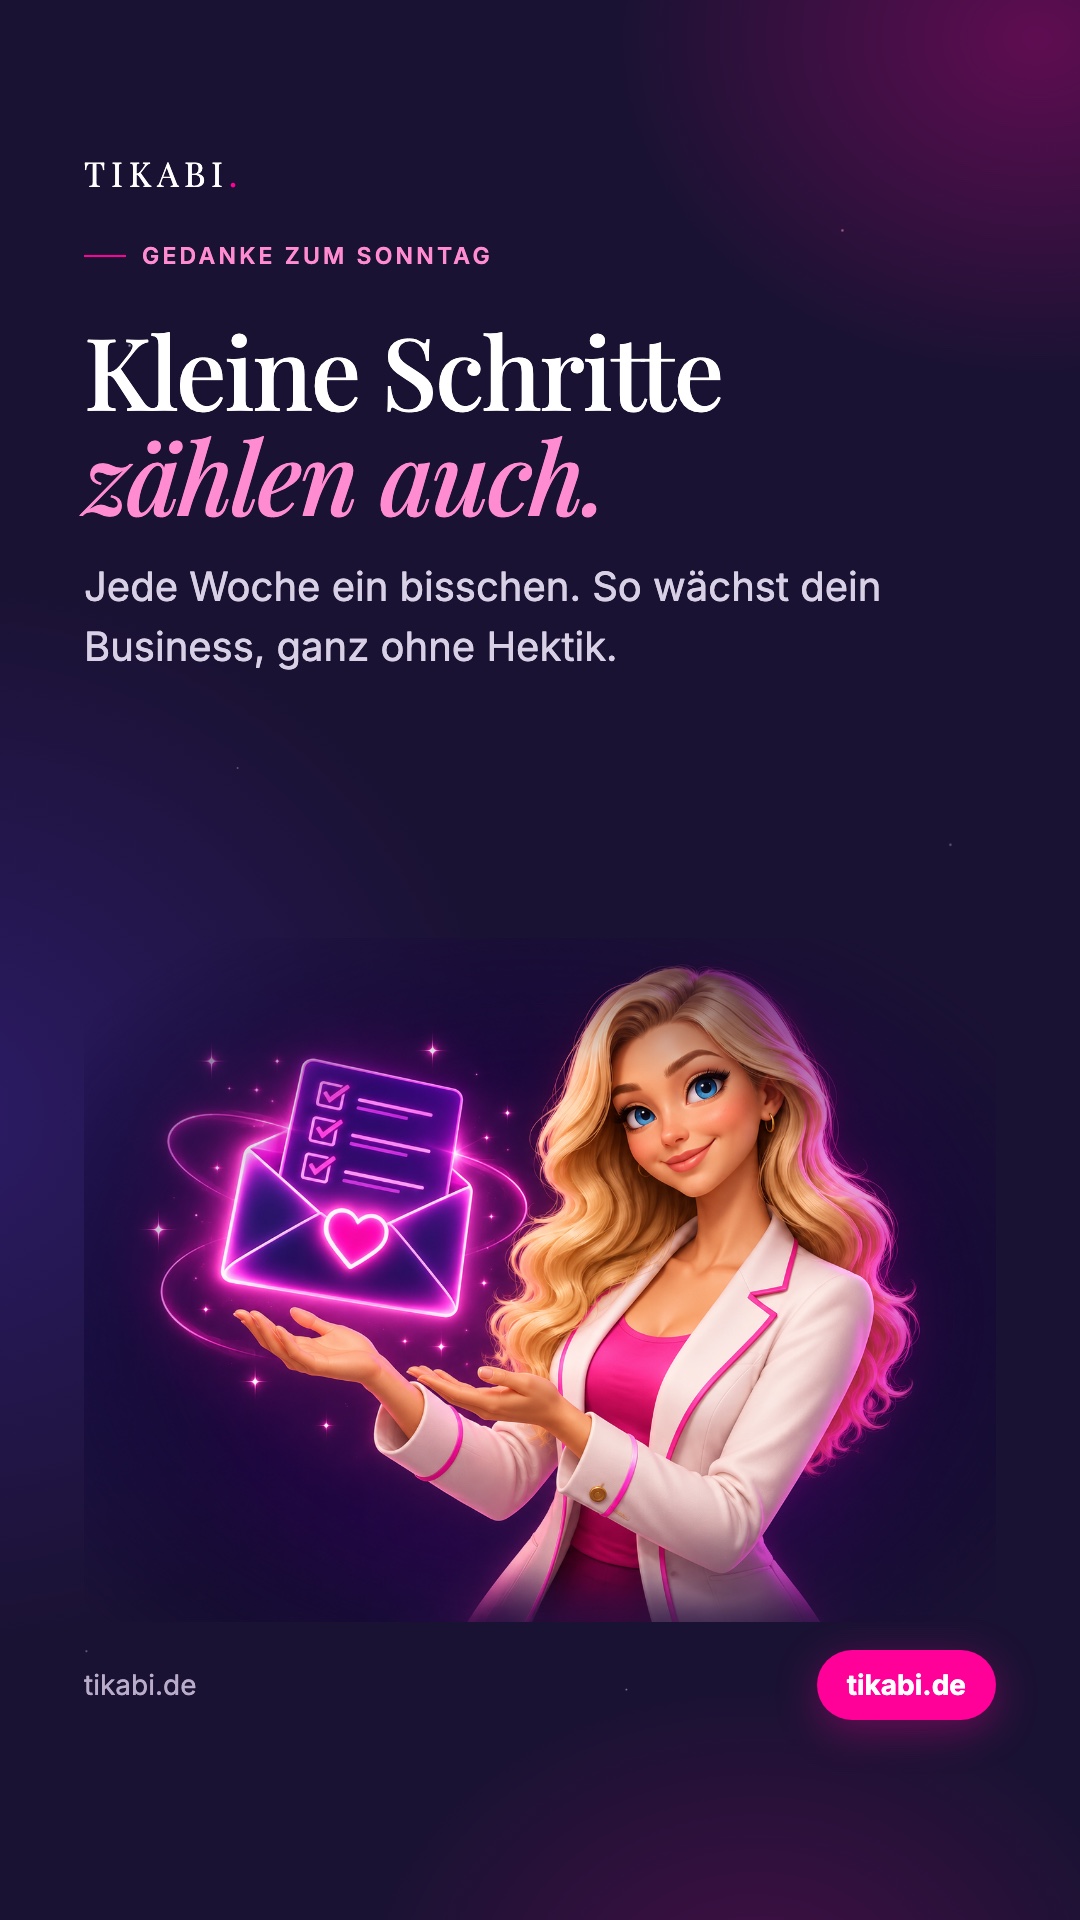 TIKABI.
GEDANKE ZUM SONNTAG
Kleine Schritte
zählen auch.
Jede Woche ein bisschen. So wächst dein
Business, ganz ohne Hektik.
tikabi.de
tikabi.de